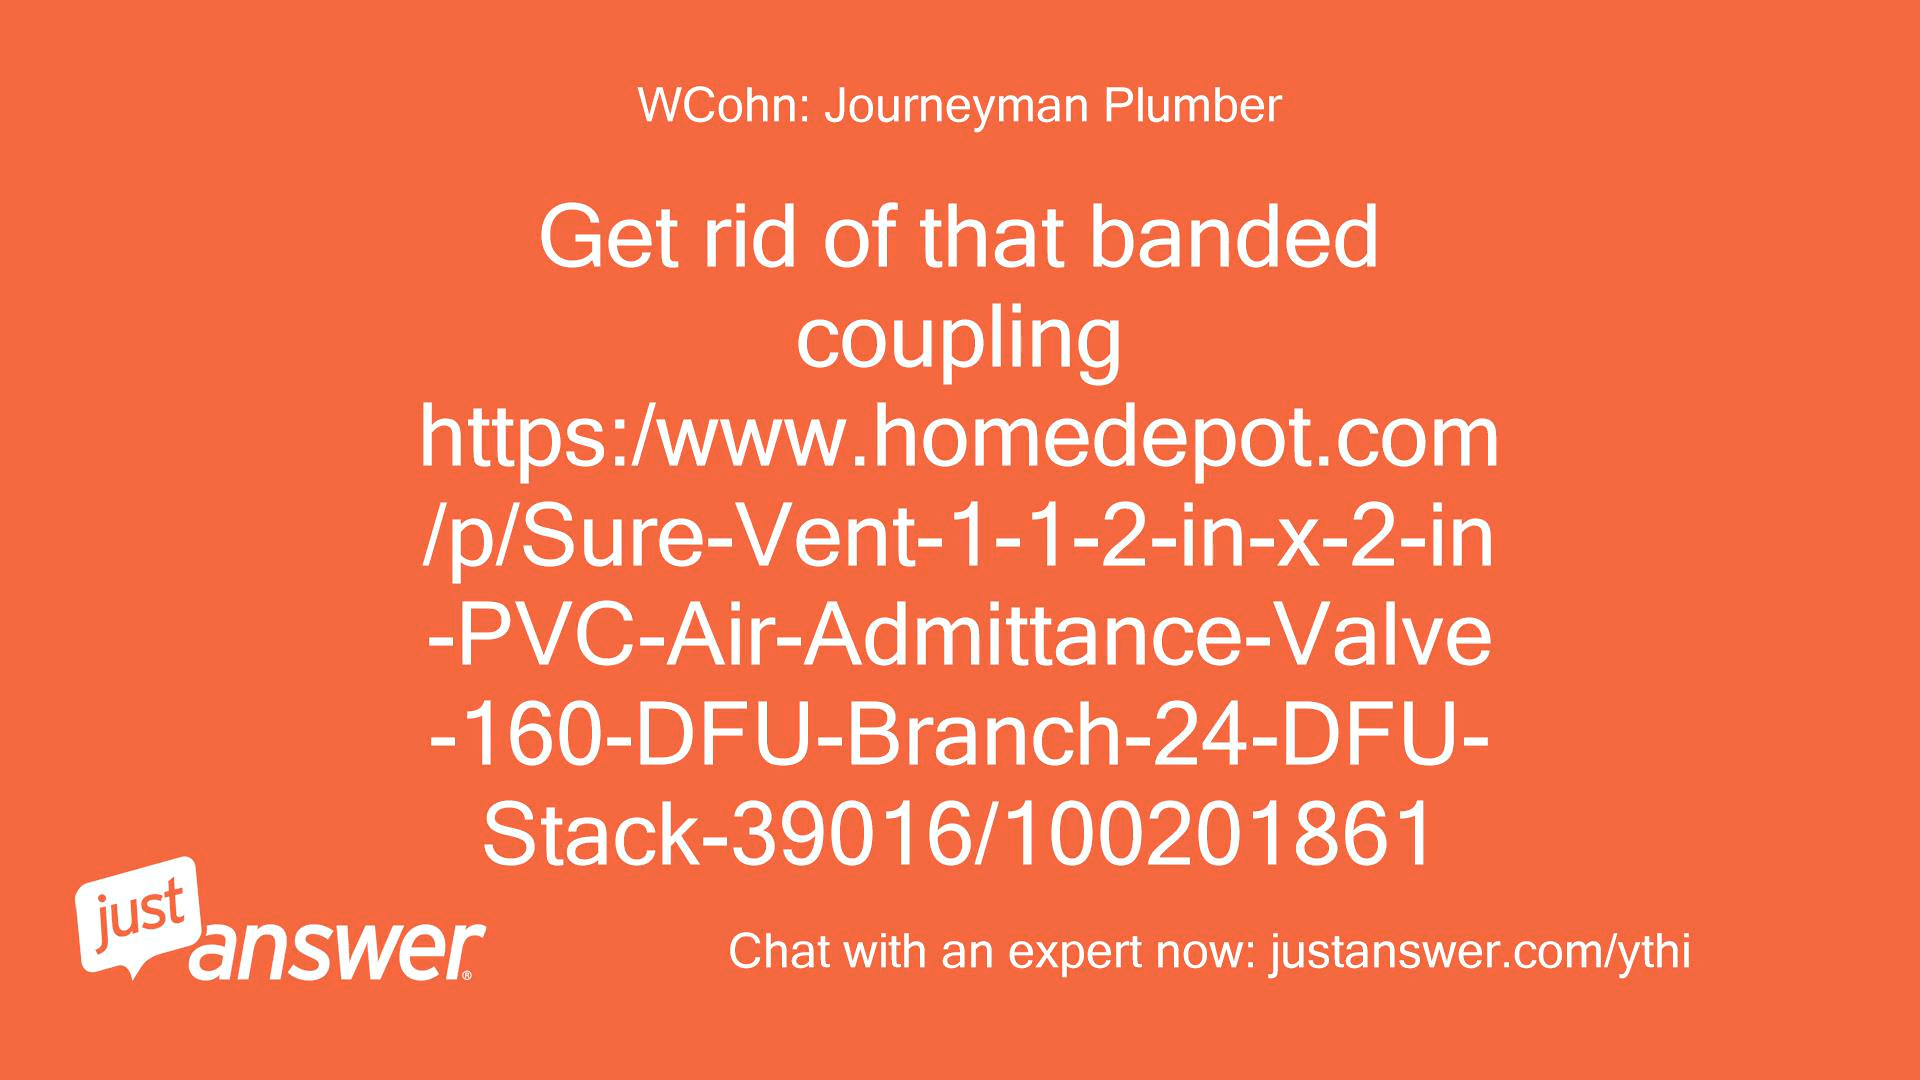 WCohn: Journeyman Plumber
Get rid of that banded
coupling
https:/www.homedepot.com
/p/Sure-Vent-1-1-2-in-x-2-in
-PVC-Air-Admittance-Valve
-160-DFU-Branch-24-DFU-
Stack-39016/100201861
just
answer®
Chat with an expert now: justanswer.com/ythi